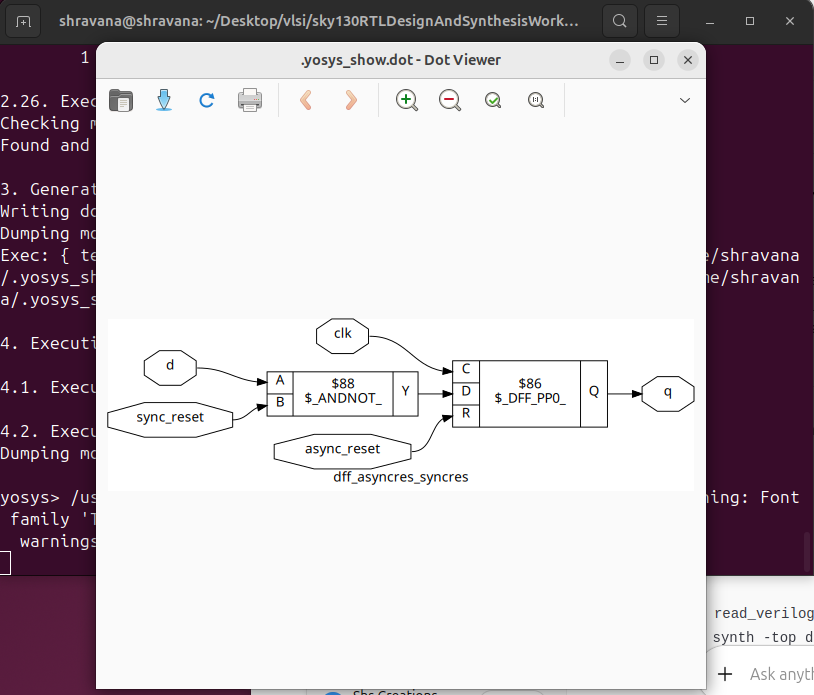 shravana@shravana: ~/Desktop/vlsi/sky130RTLDesignAndSynthesisWork...
1
.yosys_show.dot - Dot Viewer
2.26. Exec
Checking m
Found and
3. Generat
Writing do
Dumping mo
Exec: { te e/shravana
/.yosys_sh me/shravan
a/.yosys_s
4. Executi
4.1. Execu
4.2. Execu
Dumping mo
yosys> /us ning: Font
family 'T
warnings
clk
d
sync_reset
A
B
$88
$_ANDNOT_
Y
async_reset
C
D
R
$86
$_DFF_PP0_
Q
q
dff_asyncres_syncres
read_verilog
synth -top d
Ask anyth